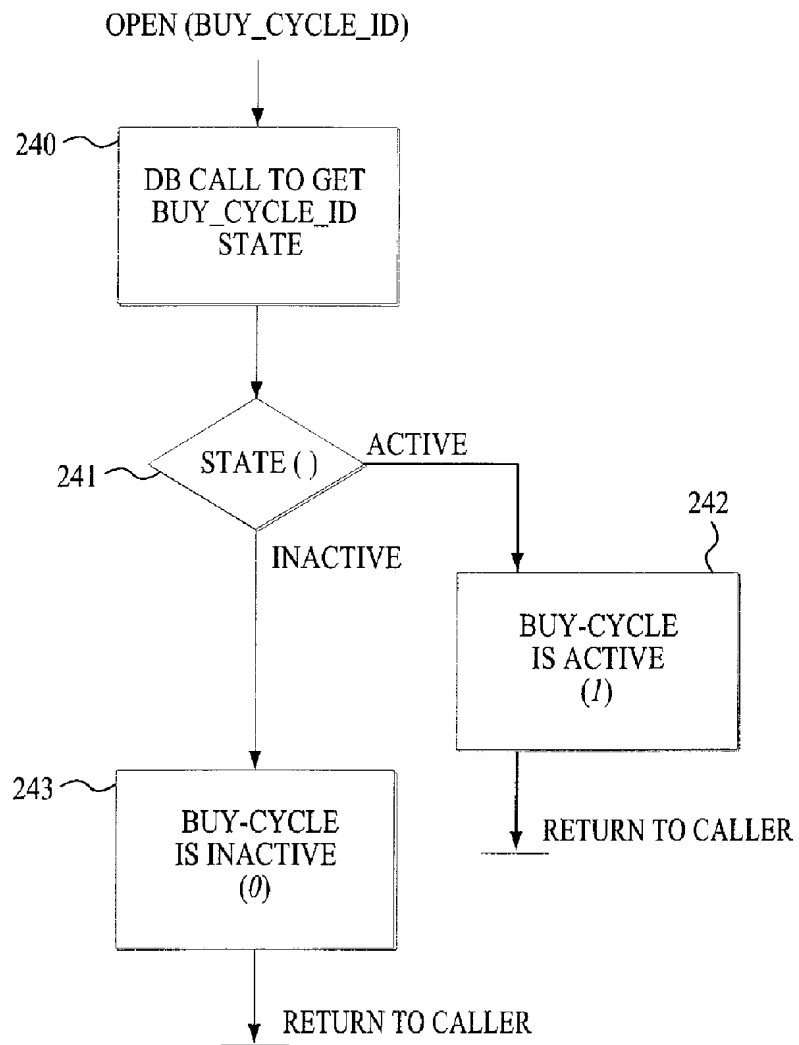 OPEN (BUY_CYCLE_ID)
240
DB CALL TO GET
BUY_CYCLE_ID
STATE
241
STATE ( )
ACTIVE
INACTIVE
242
BUY-CYCLE
IS ACTIVE
(1)
RETURN TO CALLER
243
BUY-CYCLE
IS INACTIVE
(0)
RETURN TO CALLER